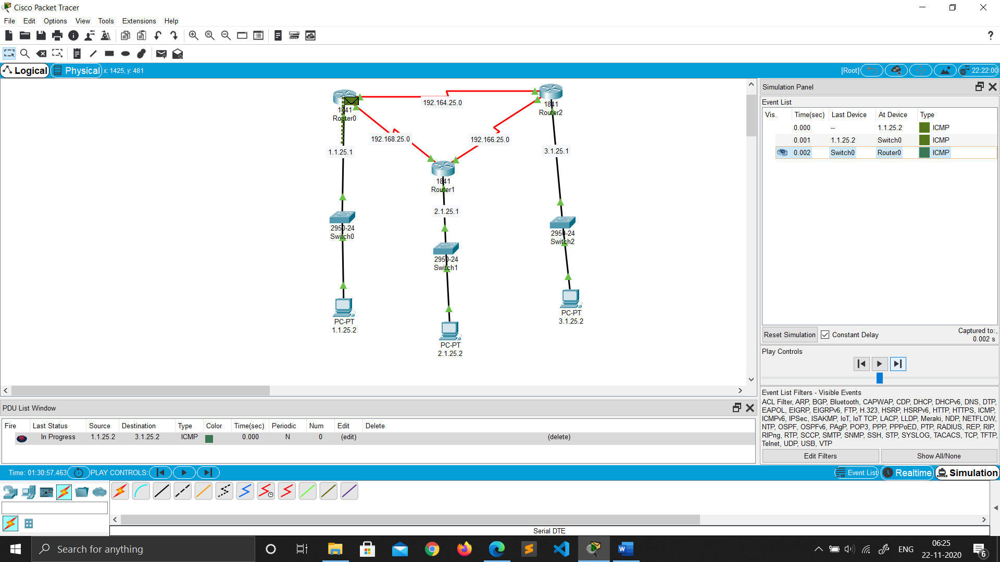 Cisco Packet Tracer
File Edit Options View Tools Extensions Help
Logical Physical x: 1425, y: 481 [Root] 22:22:00
1841
Router0
192.164.25.0
1841
Router2
192.168.25.0
192.166.25.0
1.1.25.1
3.1.25.1
1841
Router1
2.1.25.1
2950-24
Switch0
2950-24
Switch2
2950-24
Switch1
PC-PT
1.1.25.2
PC-PT
3.1.25.2
PC-PT
2.1.25.2
Simulation Panel
Event List
Vis. Time(sec) Last Device At Device Type
0.000 -- 1.1.25.2 ICMP
0.001 1.1.25.2 Switch0 ICMP
0.002 Switch0 Router0 ICMP
Reset Simulation Constant Delay Captured to:
0.002 s
Play Controls
Event List Filters - Visible Events
ACL Filter, ARP, BGP, Bluetooth, CAPWAP, CDP, DHCP, DHCPv6, DNS, DTP,
EAPOL, EIGRP, EIGRPv6, FTP, H.323, HSRP, HSRPv6, HTTP, HTTPS, ICMP,
ICMPv6, IPSec, ISAKMP, IoT, IoT TCP, LACP, LLDP, Meraki, NDP, NETFLOW,
NTP, OSPF, OSPFv6, PAgP, POP3, PPP, PPPoED, PTP, RADIUS, REP, RIP,
RIPng, RTP, SCCP, SMTP, SNMP, SSH, STP, SYSLOG, TACACS, TCP, TFTP,
Telnet, UDP, USB, VTP
Edit Filters Show All/None
PDU List Window
Fire Last Status Source Destination Type Color Time(sec) Periodic Num Edit Delete
In Progress 1.1.25.2 3.1.25.2 ICMP 0.000 N 0 (edit) (delete)
Time: 01:30:57.463 PLAY CONTROLS: Event List Realtime Simulation
Serial DTE
Search for anything
ENG
06:25
22-11-2020
6